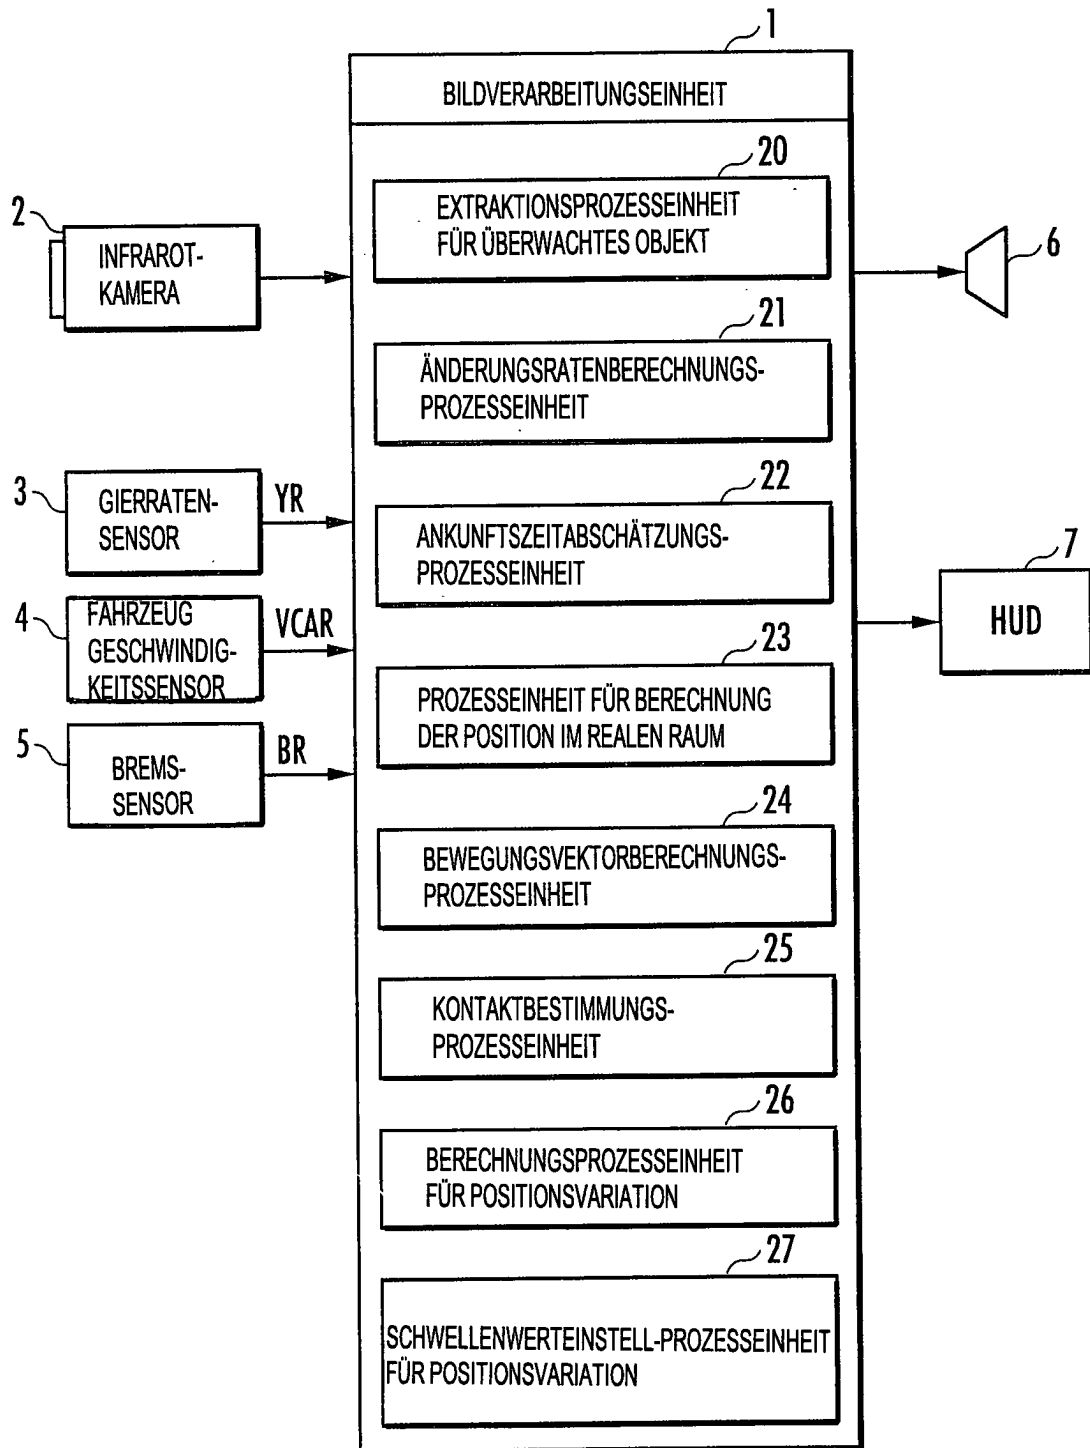 1
BILDVERARBEITUNGSEINHEIT
20
EXTRAKTIONSPROZESSEINHEIT
FÜR ÜBERWACHTES OBJEKT
2
INFRAROT-
KAMERA
6
21
ÄNDERUNGSRATENBERECHNUNGS-
PROZESSEINHEIT
3
GIERRATEN-
SENSOR
YR
22
ANKUNFTSZEITABSCHÄTZUNGS-
PROZESSEINHEIT
7
HUD
4
FAHRZEUG
GESCHWINDIG-
KEITSSENSOR
VCAR
23
PROZESSEINHEIT FÜR BERECHNUNG
DER POSITION IM REALEN RAUM
5
BREMS-
SENSOR
BR
24
BEWEGUNGSVEKTORBERECHNUNGS-
PROZESSEINHEIT
25
KONTAKTBESTIMMUNGS-
PROZESSEINHEIT
26
BERECHNUNGSPROZESSEINHEIT
FÜR POSITIONSVARIATION
27
SCHWELLENWERTEINSTELL-PROZESSEINHEIT
FÜR POSITIONSVARIATION